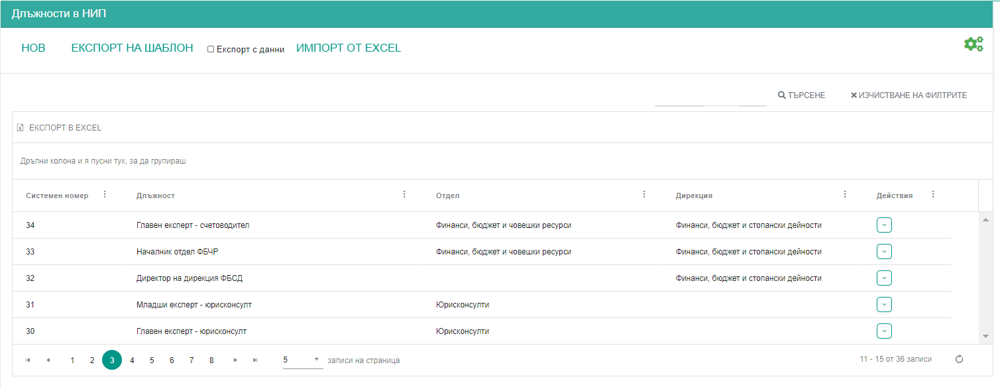 Длъжности в НИП
НОВ ЕКСПОРТ НА ШАБЛОН Експорт с данни ИМПОРТ ОТ EXCEL
ТЪРСЕНЕ ИЗЧИСТВАНЕ НА ФИЛТРИТЕ
ЕКСПОРТ В EXCEL
Дръпни колона и я пусни тук, за да групираш
Системен номер Длъжност Отдел Дирекция Действия
34 Главен експерт - счетоводител Финанси, бюджет и човешки ресурси Финанси, бюджет и стопански дейности
33 Началник отдел ФБЧР Финанси, бюджет и човешки ресурси Финанси, бюджет и стопански дейности
32 Директор на дирекция ФБСД Финанси, бюджет и стопански дейности
31 Младши експерт - юрисконсулт Юрисконсулти
30 Главен експерт - юрисконсулт Юрисконсулти
1 2 3 4 5 6 7 8 5 записи на страница 11 - 15 от 36 записи